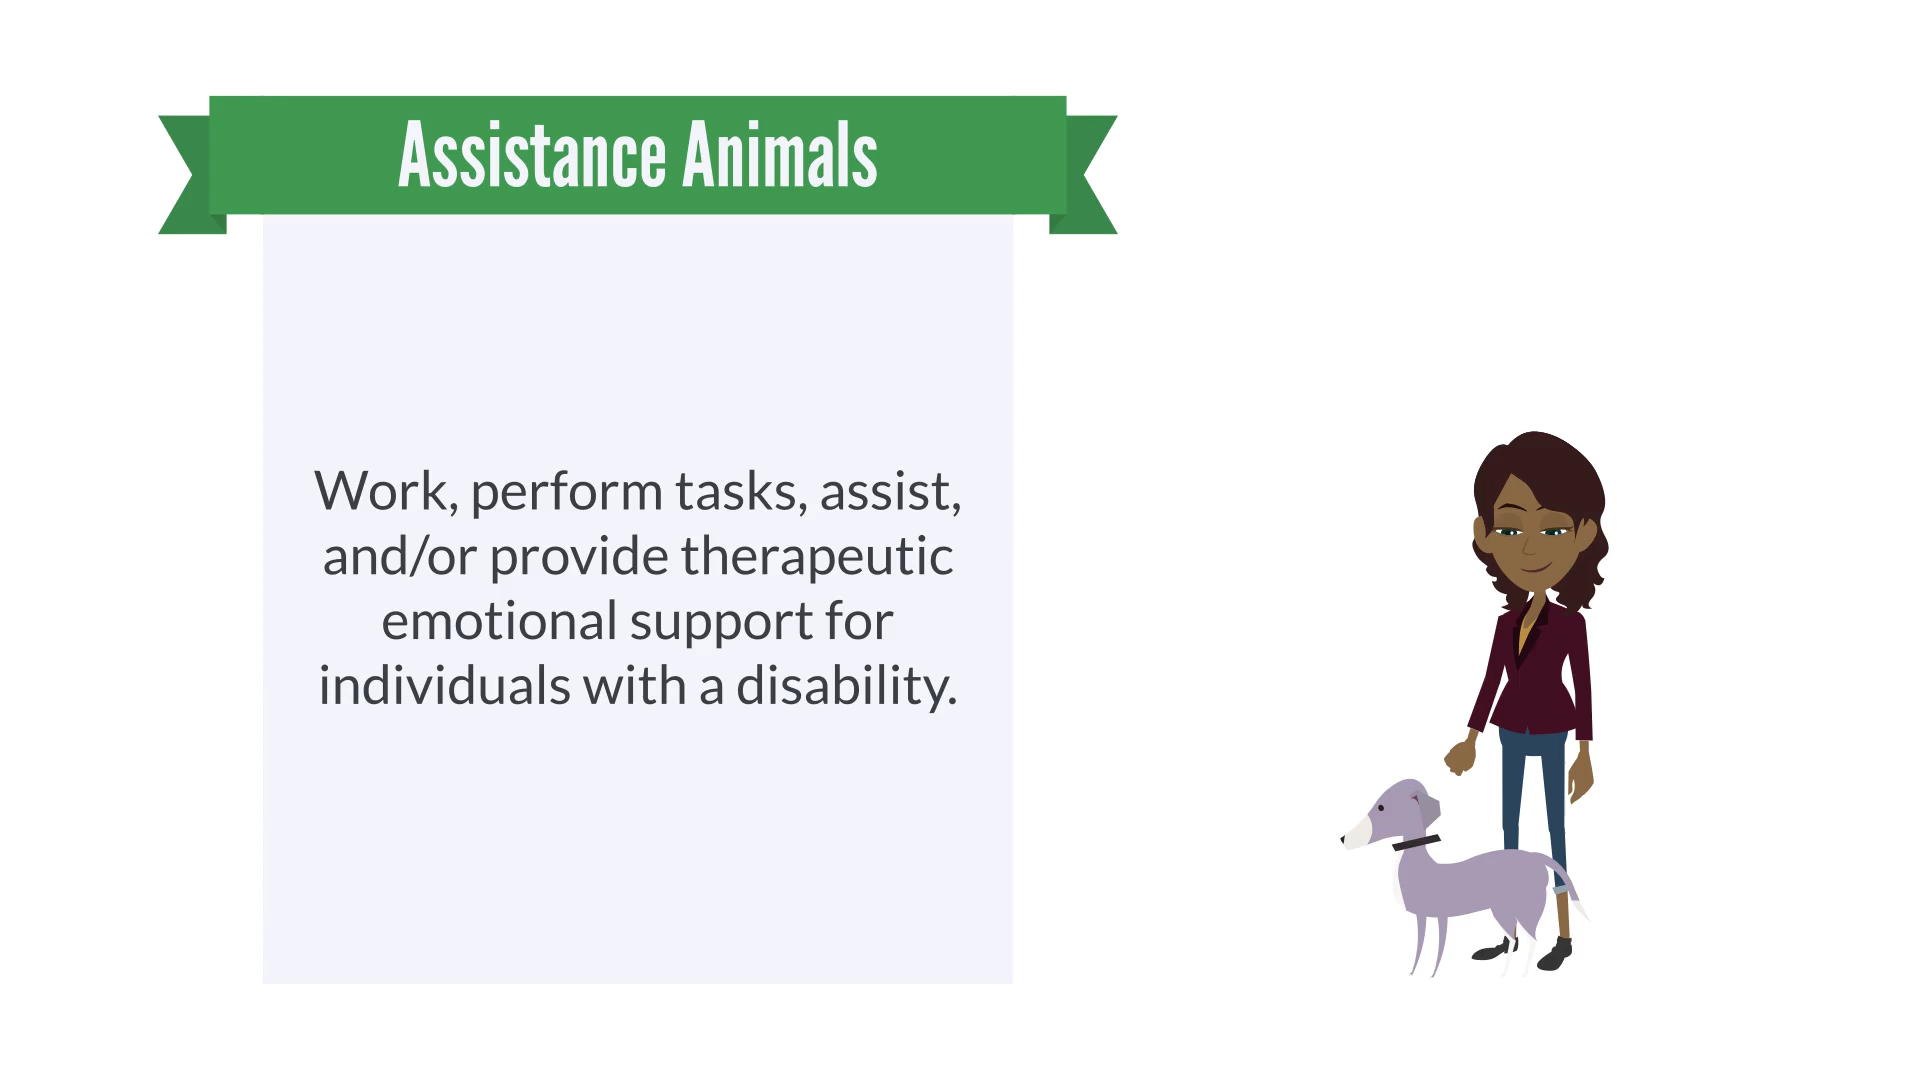 Assistance Animals
Work, perform tasks, assist,
and/or provide therapeutic
emotional support for
individuals with a disability.